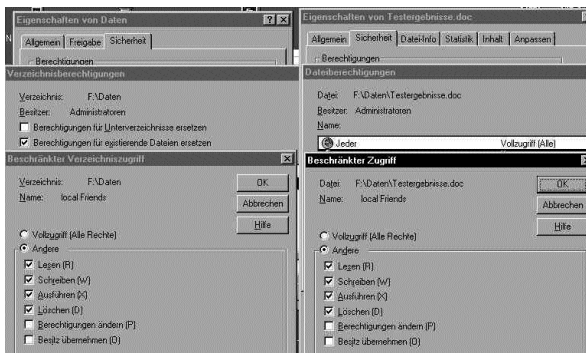 Eigenschaften von Daten
Allgemein Freigabe Sicherheit
Berechtigungen
Verzeichnisberechtigungen
Verzeichnis: F:\Daten
Besitzer: Administratoren
Berechtigungen für Unterverzeichnisse ersetzen
Berechtigungen für existierende Dateien ersetzen
Beschränkter Verzeichniszugriff
Verzeichnis: F:\Daten
OK
Name: local Friends
Abbrechen
Hilfe
Vollzugriff (Alle Rechte)
Andere
Lesen (R)
Schreiben (W)
Ausführen (X)
Löschen (D)
Berechtigungen ändern (P)
Besitz übernehmen (O)
Eigenschaften von Testergebnisse.doc
Allgemein Sicherheit Datei-Info Statistik Inhalt Anpassen
Berechtigungen
Dateiberechtigungen
Datei: F:\Daten\Testergebnisse.doc
Besitzer: Administratoren
Name:
Jeder Vollzugriff (Alle)
Beschränkter Zugriff
Datei: F:\Daten\Testergebnisse.doc
OK
Name: local Friends
Abbrechen
Hilfe
Vollzugriff (Alle Rechte)
Andere
Lesen (R)
Schreiben (W)
Ausführen (X)
Löschen (D)
Berechtigungen ändern (P)
Besitz übernehmen (O)